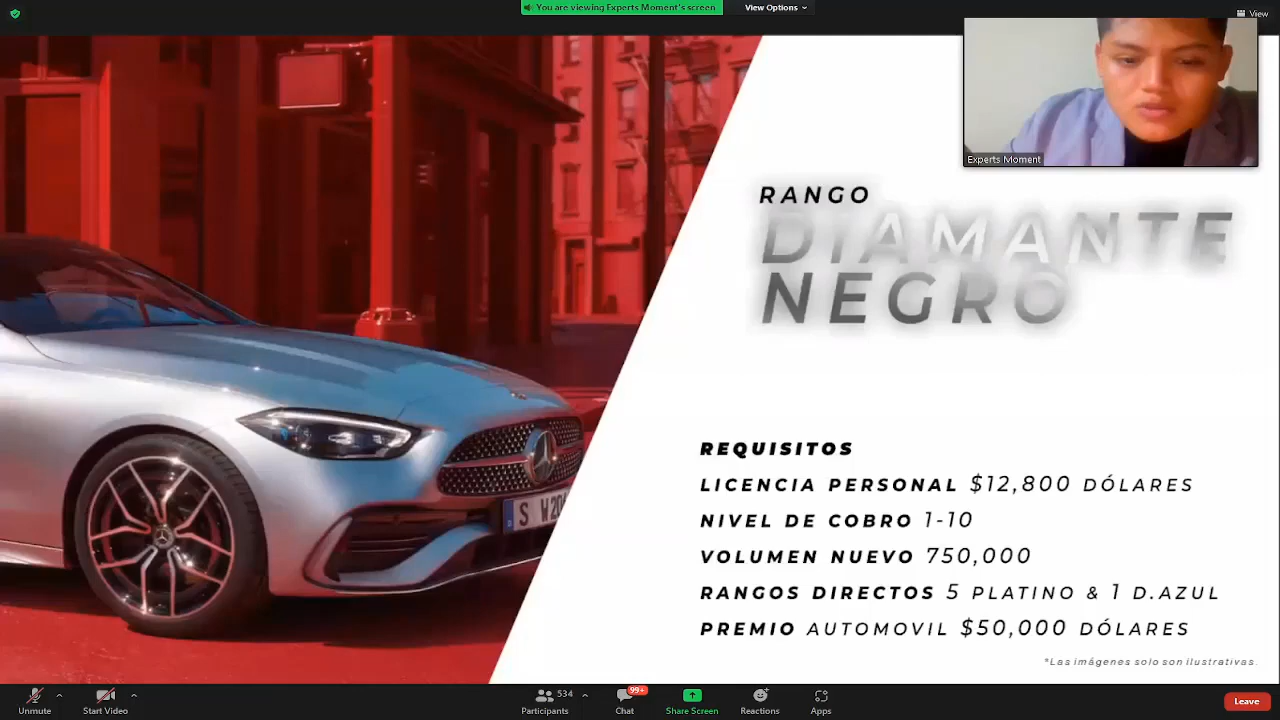 You are viewing Experts Moment's screen
View Options
View
Experts Moment
RANGO
DIAMANTE
NEGRO
REQUISITOS
LICENCIA PERSONAL $12,800 DÓLARES
NIVEL DE COBRO 1-10
VOLUMEN NUEVO 750,000
RANGOS DIRECTOS 5 PLATINO & 1 D.AZUL
PREMIO AUTOMOVIL $50,000 DÓLARES
*Las imágenes solo son ilustrativas.
Unmute
Start Video
534
Participants
99+
Chat
Share Screen
Reactions
Apps
Leave